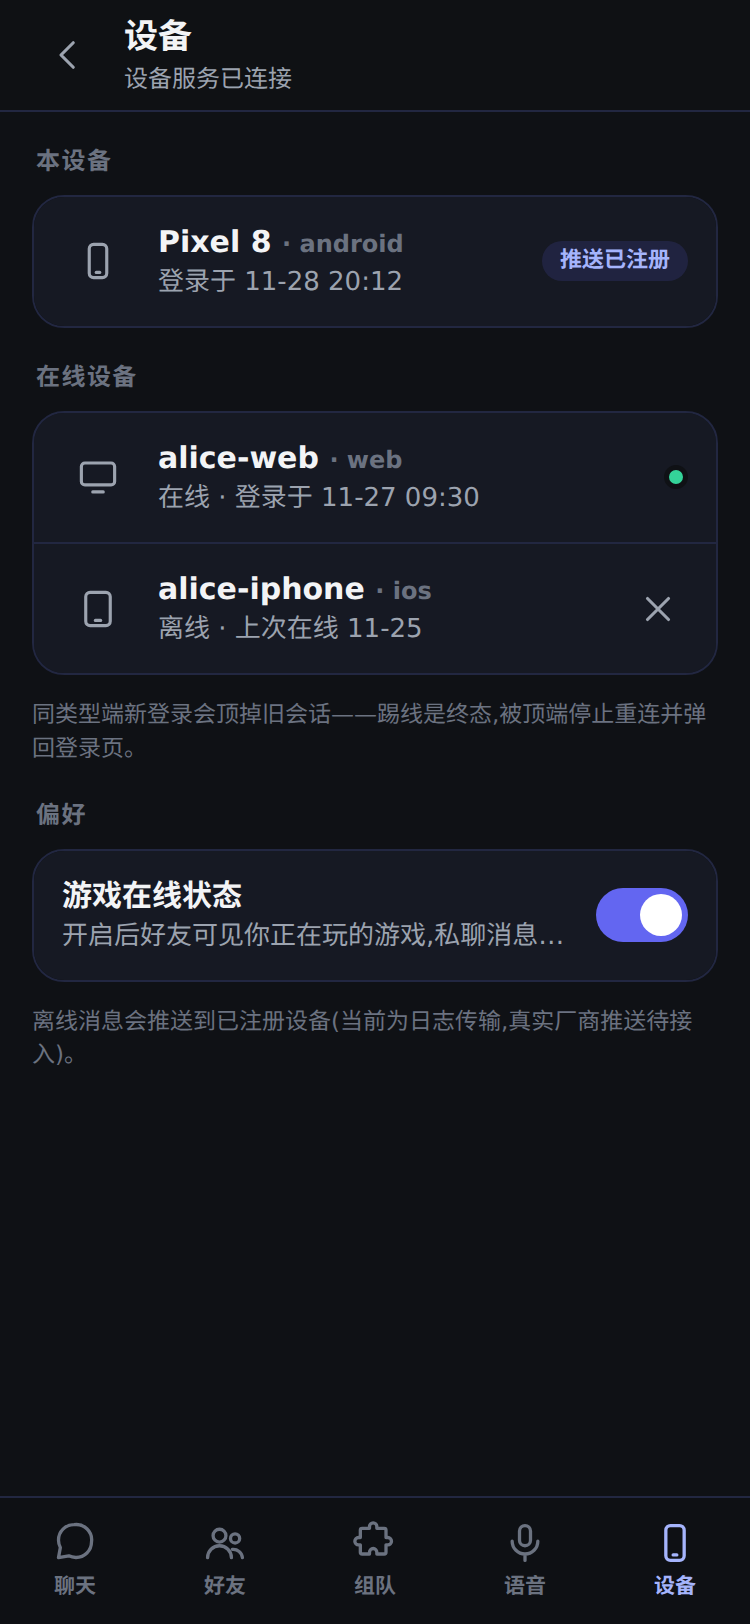 设备
设备服务已连接
本设备
Pixel 8 · android
登录于 11-28 20:12
推送已注册
在线设备
alice-web · web
在线 · 登录于 11-27 09:30
alice-iphone · ios
离线 · 上次在线 11-25
同类型端新登录会顶掉旧会话——踢线是终态,被顶端停止重连并弹
回登录页。
偏好
游戏在线状态
开启后好友可见你正在玩的游戏,私聊消息…
离线消息会推送到已注册设备(当前为日志传输,真实厂商推送待接
入)。
聊天
好友
组队
语音
设备